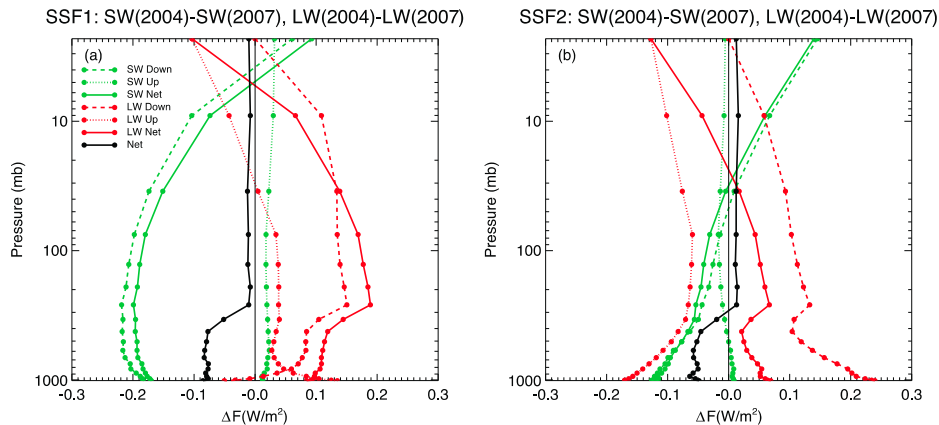 SSF1: SW(2004)-SW(2007), LW(2004)-LW(2007)
(a)
SW Down
SW Up
SW Net
LW Down
LW Up
LW Net
Net
Pressure (mb)
10
100
1000
-0.3 -0.2 -0.1 -0.0 0.1 0.2 0.3
ΔF(W/m²)
SSF2: SW(2004)-SW(2007), LW(2004)-LW(2007)
(b)
Pressure (mb)
10
100
1000
-0.3 -0.2 -0.1 -0.0 0.1 0.2 0.3
ΔF(W/m²)